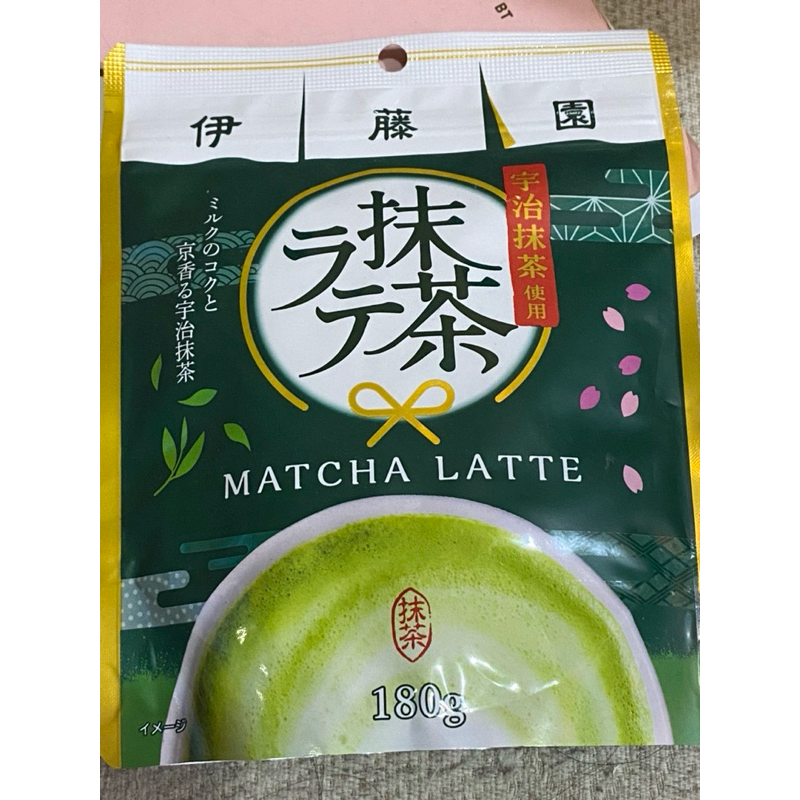 BT
伊藤園
宇治抹茶使用
抹茶
ラテ
ミルクのコクと
京香る宇治抹茶
MATCHA LATTE
抹茶
180g
イメージ